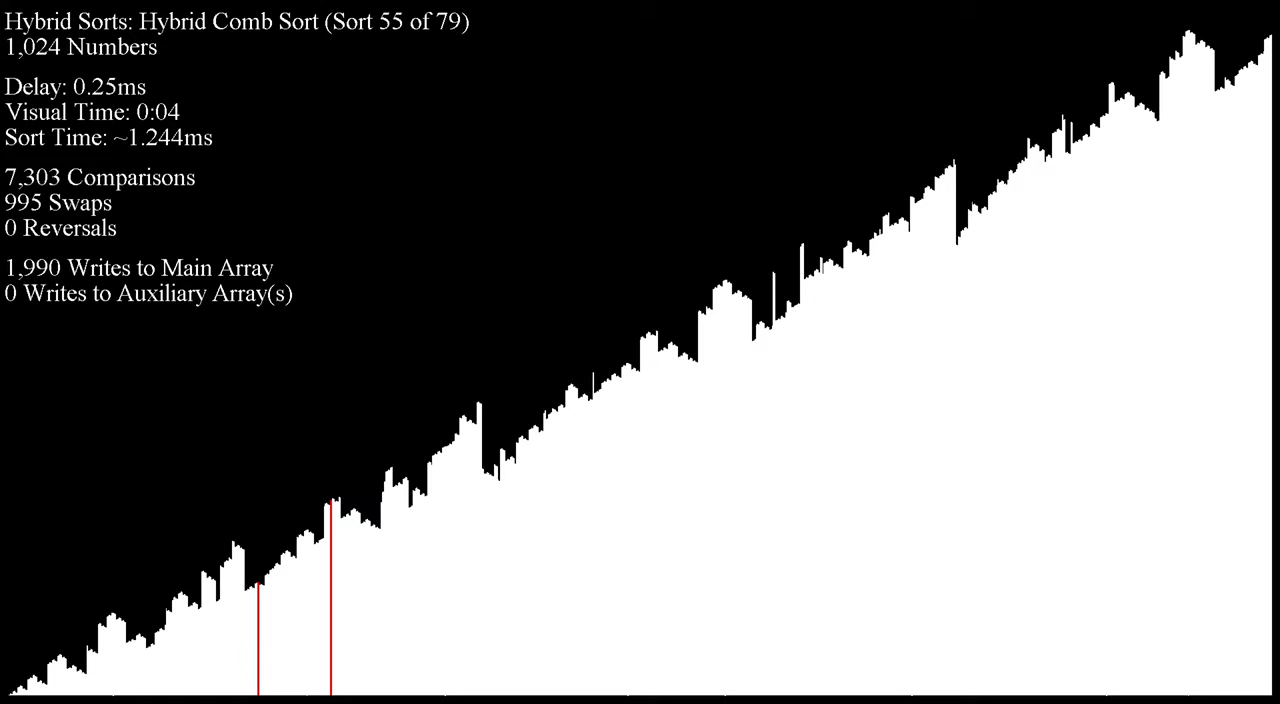 Hybrid Sorts: Hybrid Comb Sort (Sort 55 of 79)
1,024 Numbers
Delay: 0.25ms
Visual Time: 0:04
Sort Time: ~1.244ms
7,303 Comparisons
995 Swaps
0 Reversals
1,990 Writes to Main Array
0 Writes to Auxiliary Array(s)